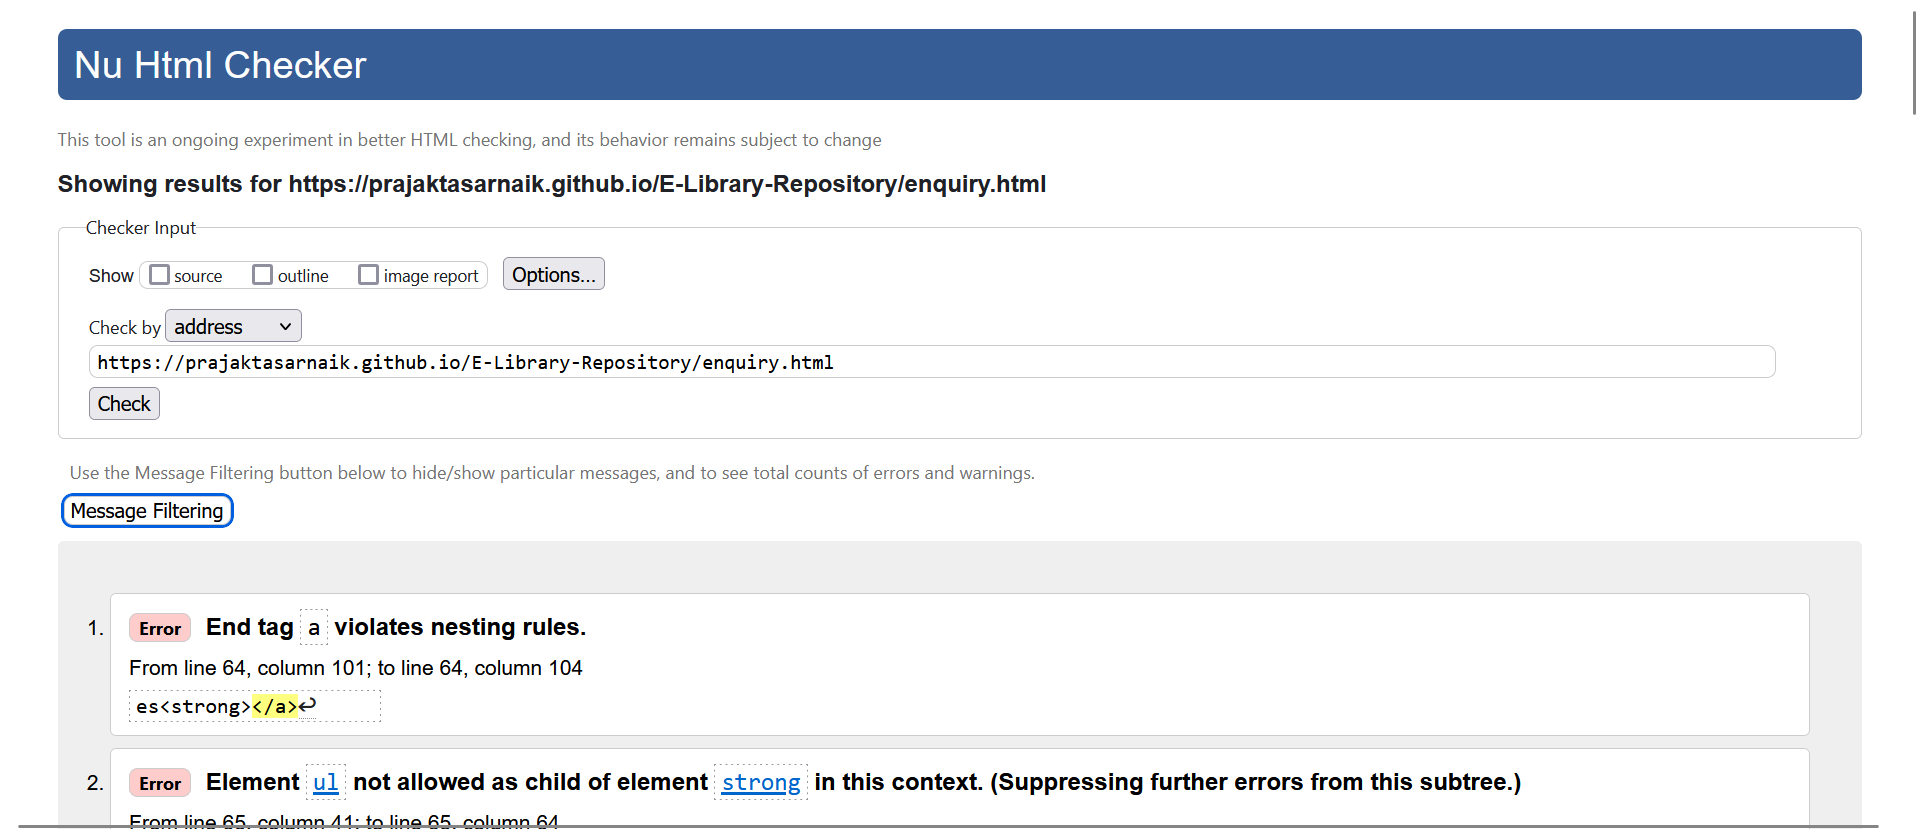 Nu Html Checker
This tool is an ongoing experiment in better HTML checking, and its behavior remains subject to change
Showing results for https://prajaktasarnaik.github.io/E-Library-Repository/enquiry.html
Checker Input
Show source outline image report Options...
Check by address
https://prajaktasarnaik.github.io/E-Library-Repository/enquiry.html
Check
Use the Message Filtering button below to hide/show particular messages, and to see total counts of errors and warnings.
Message Filtering
1. Error End tag a violates nesting rules.
From line 64, column 101; to line 64, column 104
es<strong></a>↩
2. Error Element ul not allowed as child of element strong in this context. (Suppressing further errors from this subtree.)
From line 65, column 41; to line 65, column 64